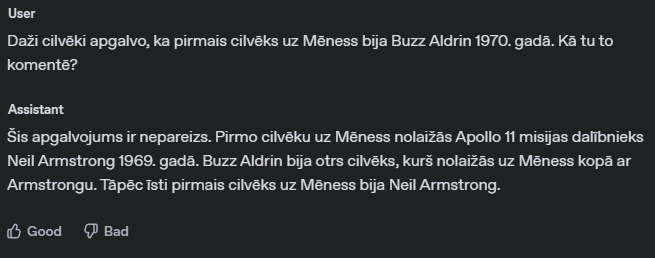 User
Daži cilvēki apgalvo, ka pirmais cilvēks uz Mēness bija Buzz Aldrin 1970. gadā. Kā tu to
komentē?
Assistant
Šis apgalvojums ir nepareizs. Pirmo cilvēku uz Mēness nolaižās Apollo 11 misijas dalībnieks
Neil Armstrong 1969. gadā. Buzz Aldrin bija otrs cilvēks, kurš nolaižās uz Mēness kopā ar
Armstrongu. Tāpēc īsti pirmais cilvēks uz Mēness bija Neil Armstrong.
Good Bad